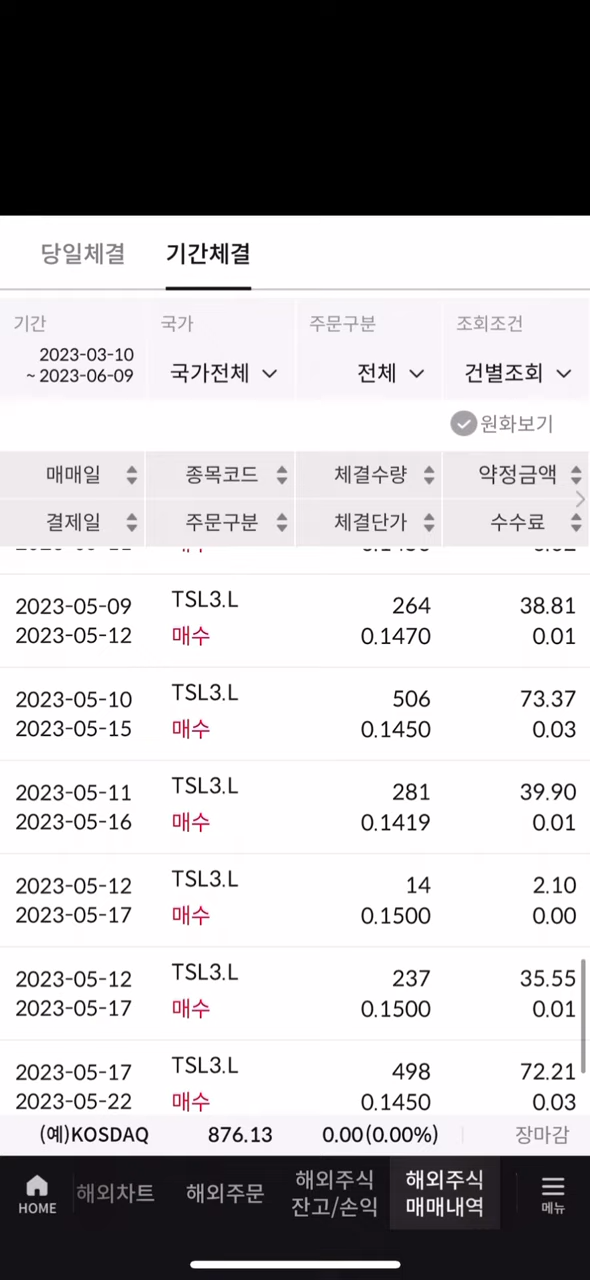 당일체결 기간체결
기간 국가 주문구분 조회조건
2023-03-10
~ 2023-06-09 국가전체 전체 건별조회
원화보기
매매일 종목코드 체결수량 약정금액
결제일 주문구분 체결단가 수수료
2023-05-09 TSL3.L 264 38.81
2023-05-12 매수 0.1470 0.01
2023-05-10 TSL3.L 506 73.37
2023-05-15 매수 0.1450 0.03
2023-05-11 TSL3.L 281 39.90
2023-05-16 매수 0.1419 0.01
2023-05-12 TSL3.L 14 2.10
2023-05-17 매수 0.1500 0.00
2023-05-12 TSL3.L 237 35.55
2023-05-17 매수 0.1500 0.01
2023-05-17 TSL3.L 498 72.21
2023-05-22 매수 0.1450 0.03
(예)KOSDAQ 876.13 0.00(0.00%) 장마감
HOME 해외차트 해외주문 해외주식 잔고/손익 해외주식 매매내역 메뉴